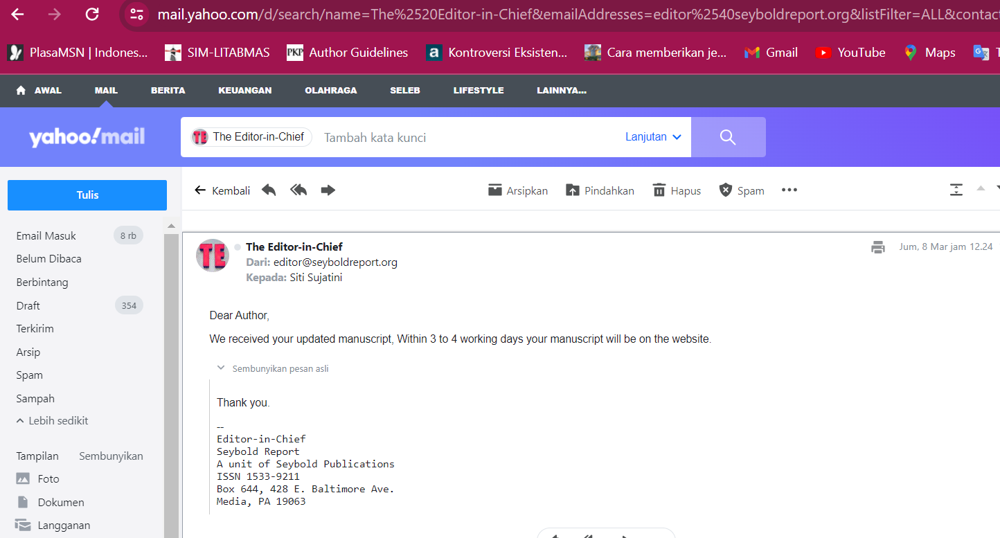 mail.yahoo.com/d/search/name=The%2520Editor-in-Chief&emailAddresses=editor%2540seyboldreport.org&listFilter=ALL&contact
PlasaMSN | Indones... SIM-LITABMAS PKP Author Guidelines a Kontroversi Eksisten... Cara memberikan je... Gmail YouTube Maps
AWAL MAIL BERITA KEUANGAN OLAHRAGA SELEB LIFESTYLE LAINNYA...
yahoo!mail TE The Editor-in-Chief Tambah kata kunci Lanjutan
Tulis
Kembali Arsipkan Pindahkan Hapus Spam •••
Email Masuk 8 rb
Belum Dibaca
Berbintang
Draft 354
Terkirim
Arsip
Spam
Sampah
Lebih sedikit
Tampilan Sembunyikan
Foto
Dokumen
Langganan
TE The Editor-in-Chief Jum, 8 Mar jam 12.24
Dari: editor@seyboldreport.org
Kepada: Siti Sujatini
Dear Author,
We received your updated manuscript, Within 3 to 4 working days your manuscript will be on the website.
Sembunyikan pesan asli
Thank you.
--
Editor-in-Chief
Seybold Report
A unit of Seybold Publications
ISSN 1533-9211
Box 644, 428 E. Baltimore Ave.
Media, PA 19063